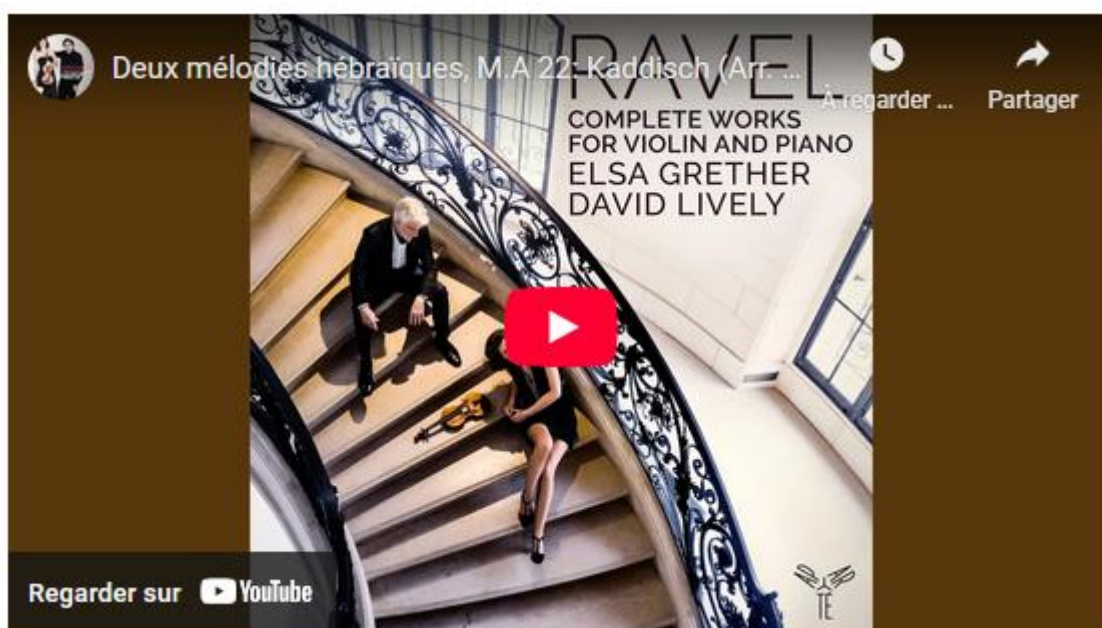 Deux mélodies hébraïques, M.A 22: Kaddisch (Arr. ...
À regarder ...
Partager
RAVEL
COMPLETE WORKS
FOR VIOLIN AND PIANO
ELSA GRETHER
DAVID LIVELY
Regarder sur YouTube